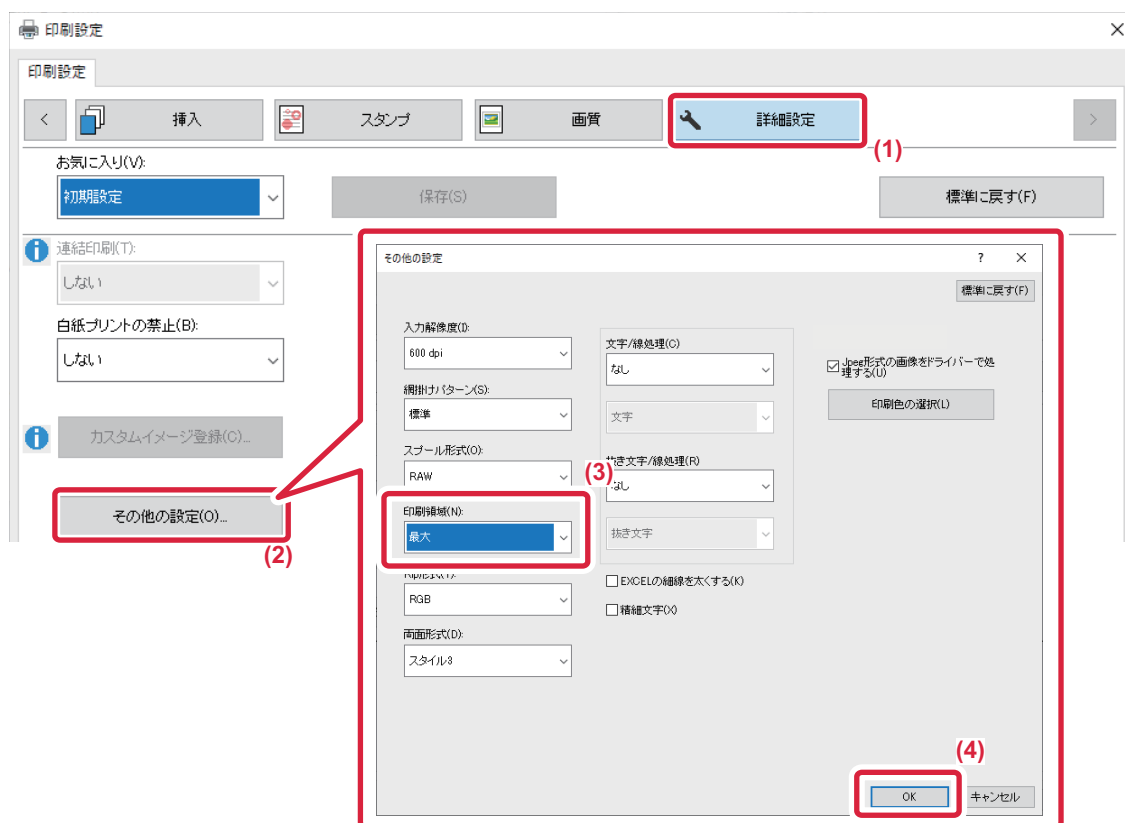 印刷設定
印刷設定
挿入
スタンプ
画質
詳細設定
(1)
お気に入り(V):
初期設定
保存(S)
標準に戻す(F)
連結印刷(T):
しない
白紙プリントの禁止(B):
しない
カスタムイメージ登録(C)...
その他の設定(O)...
(2)
その他の設定
標準に戻す(F)
入力解像度(I):
600 dpi
網掛けパターン(S):
標準
スプール形式(O):
RAW
(3)
印刷領域(N):
最大
RGB
両面形式(D):
スタイル3
文字/線処理(C)
なし
文字
抜き文字/線処理(R)
なし
抜き文字
EXCELの細線を太くする(K)
精細文字(X)
Jpeg形式の画像をドライバーで処
理する(U)
印刷色の選択(L)
(4)
OK
キャンセル